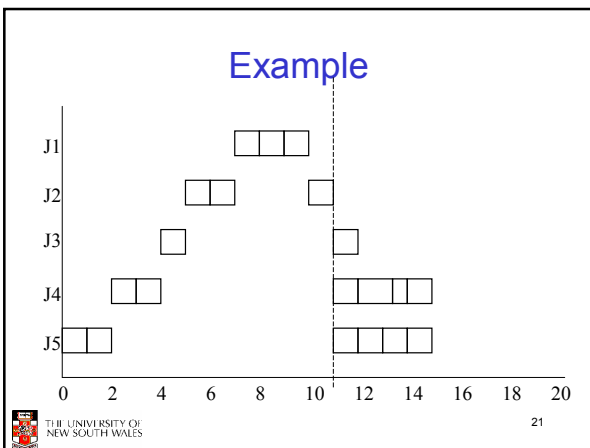 Example
J1
J2
J3
J4
J5
0 2 4 6 8 10 12 14 16 18 20
THE UNIVERSITY OF
NEW SOUTH WALES
21